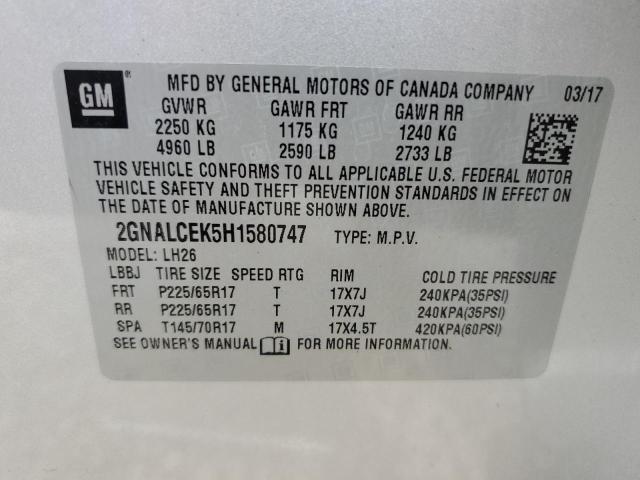 GM
MFD BY GENERAL MOTORS OF CANADA COMPANY 03/17
GVWR GAWR FRT GAWR RR
2250 KG 1175 KG 1240 KG
4960 LB 2590 LB 2733 LB
THIS VEHICLE CONFORMS TO ALL APPLICABLE U.S. FEDERAL MOTOR
VEHICLE SAFETY AND THEFT PREVENTION STANDARDS IN EFFECT ON
THE DATE OF MANUFACTURE SHOWN ABOVE.
2GNALCEK5H1580747 TYPE: M.P.V.
MODEL: LH26
LBBJ TIRE SIZE SPEED RTG RIM COLD TIRE PRESSURE
FRT P225/65R17 T 17X7J 240KPA(35PSI)
RR P225/65R17 T 17X7J 240KPA(35PSI)
SPA T145/70R17 M 17X4.5T 420KPA(60PSI)
SEE OWNER'S MANUAL i FOR MORE INFORMATION.